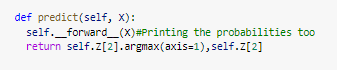 def predict(self, X):
self.__forward__(X)#Printing the probabilities too
return self.Z[2].argmax(axis=1),self.Z[2]